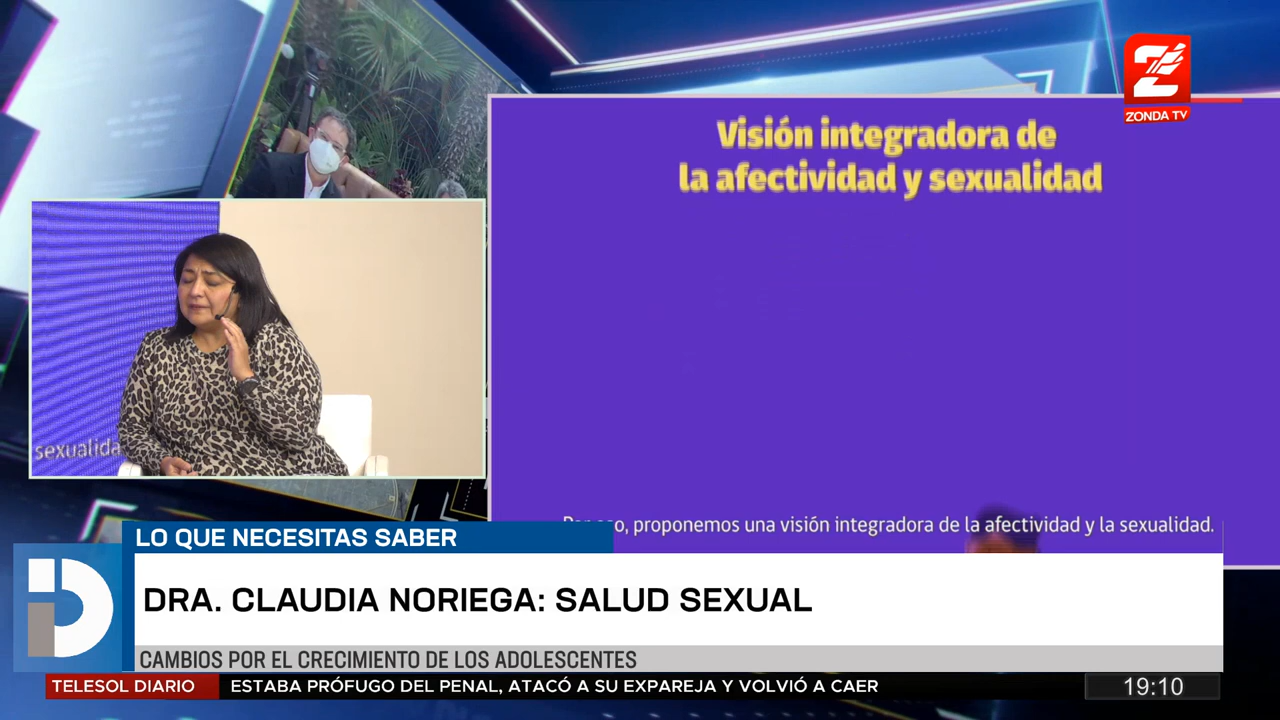 ZONDA TV
Visión integradora de
la afectividad y sexualidad
sexualida
Por eso, proponemos una visión integradora de la afectividad y la sexualidad.
LO QUE NECESITAS SABER
DRA. CLAUDIA NORIEGA: SALUD SEXUAL
CAMBIOS POR EL CRECIMIENTO DE LOS ADOLESCENTES
TELESOL DIARIO
ESTABA PRÓFUGO DEL PENAL, ATACÓ A SU EXPAREJA Y VOLVIÓ A CAER
19:10